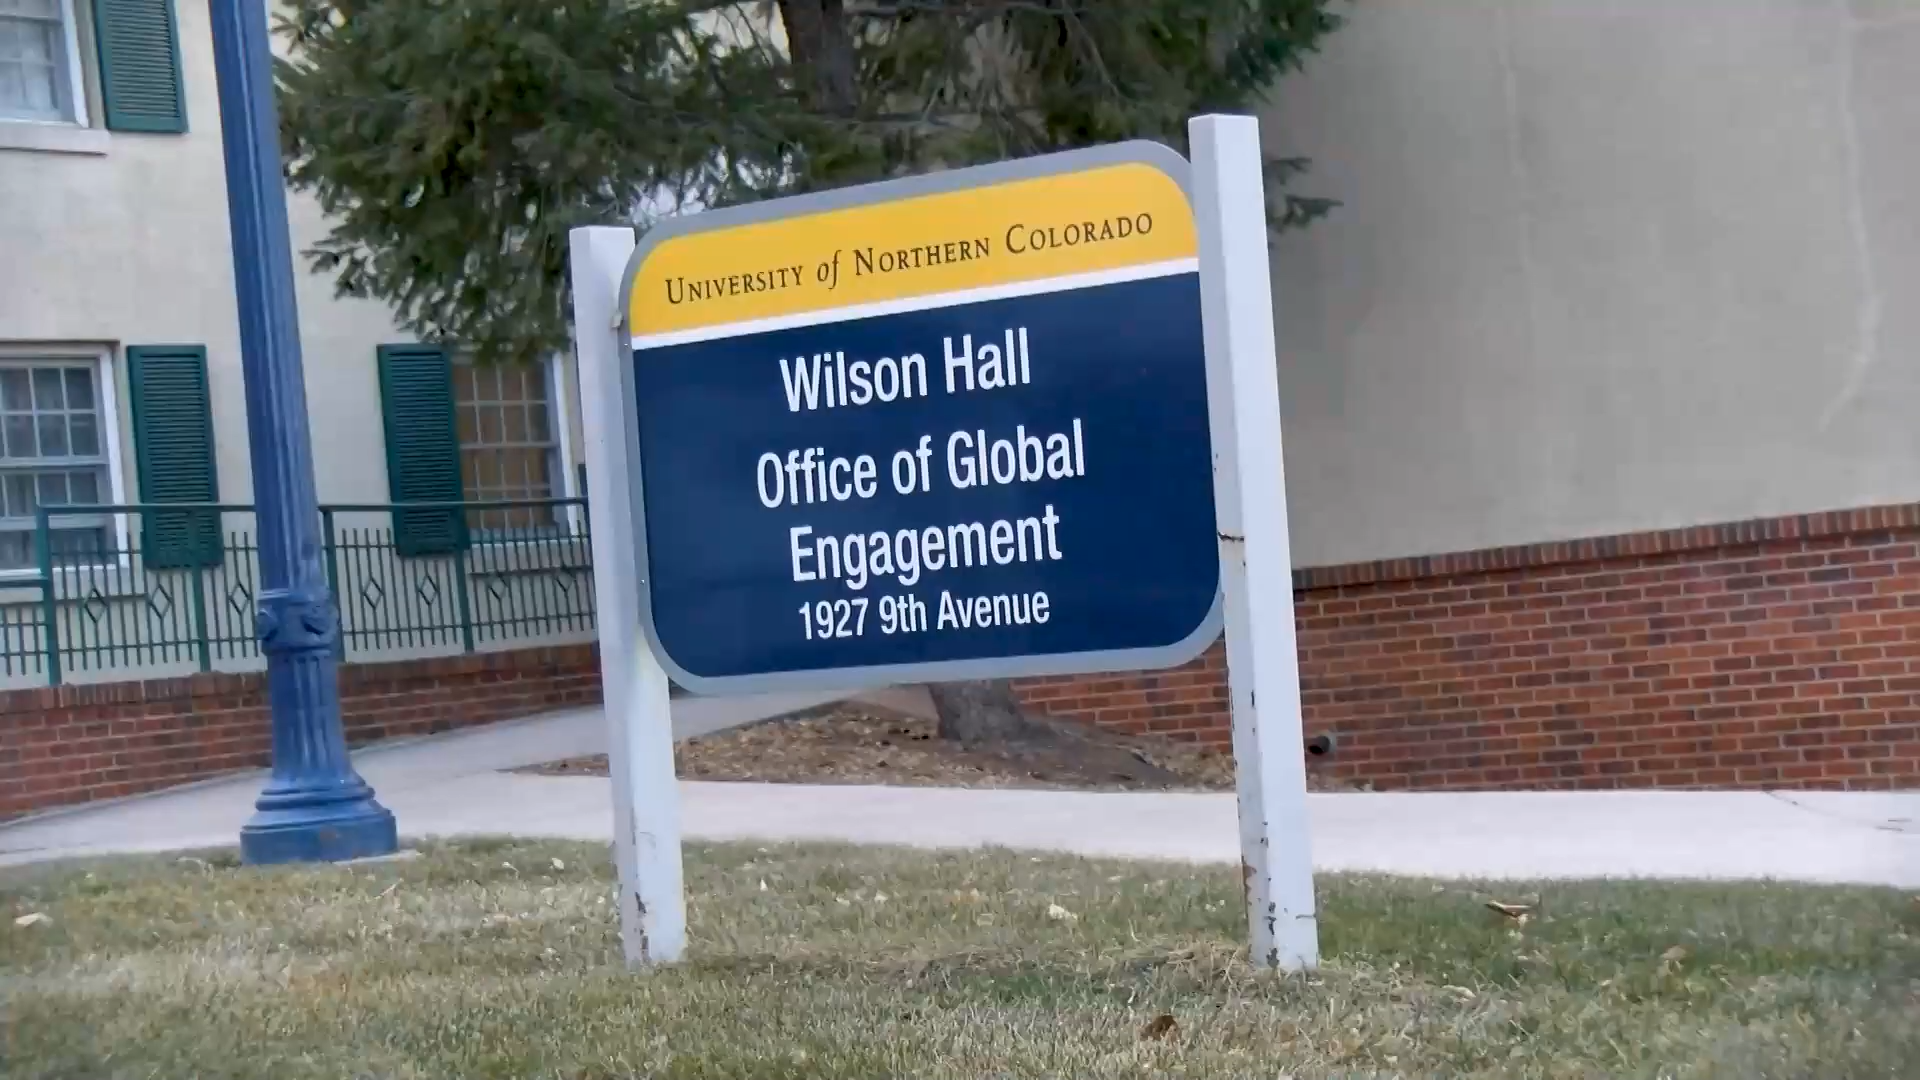 University of Northern Colorado
Wilson Hall
Office of Global
Engagement
1927 9th Avenue